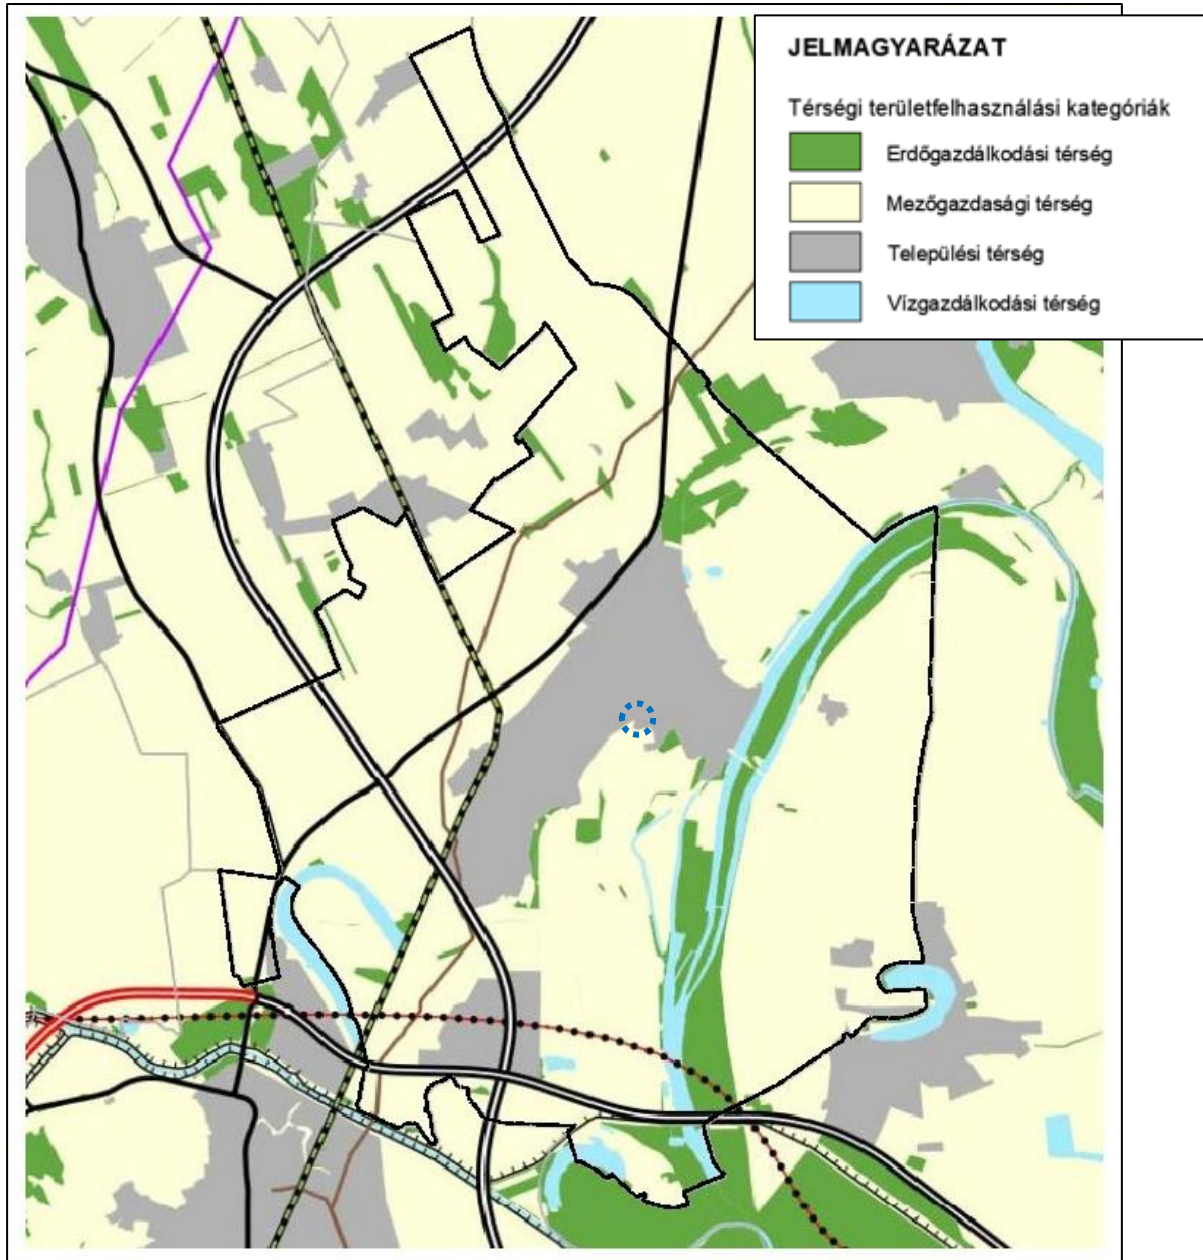 JELMAGYARÁZAT
Térségi területfelhasználási kategóriák
Erdőgazdálkodási térség
Mezőgazdasági térség
Települési térség
Vízgazdálkodási térség